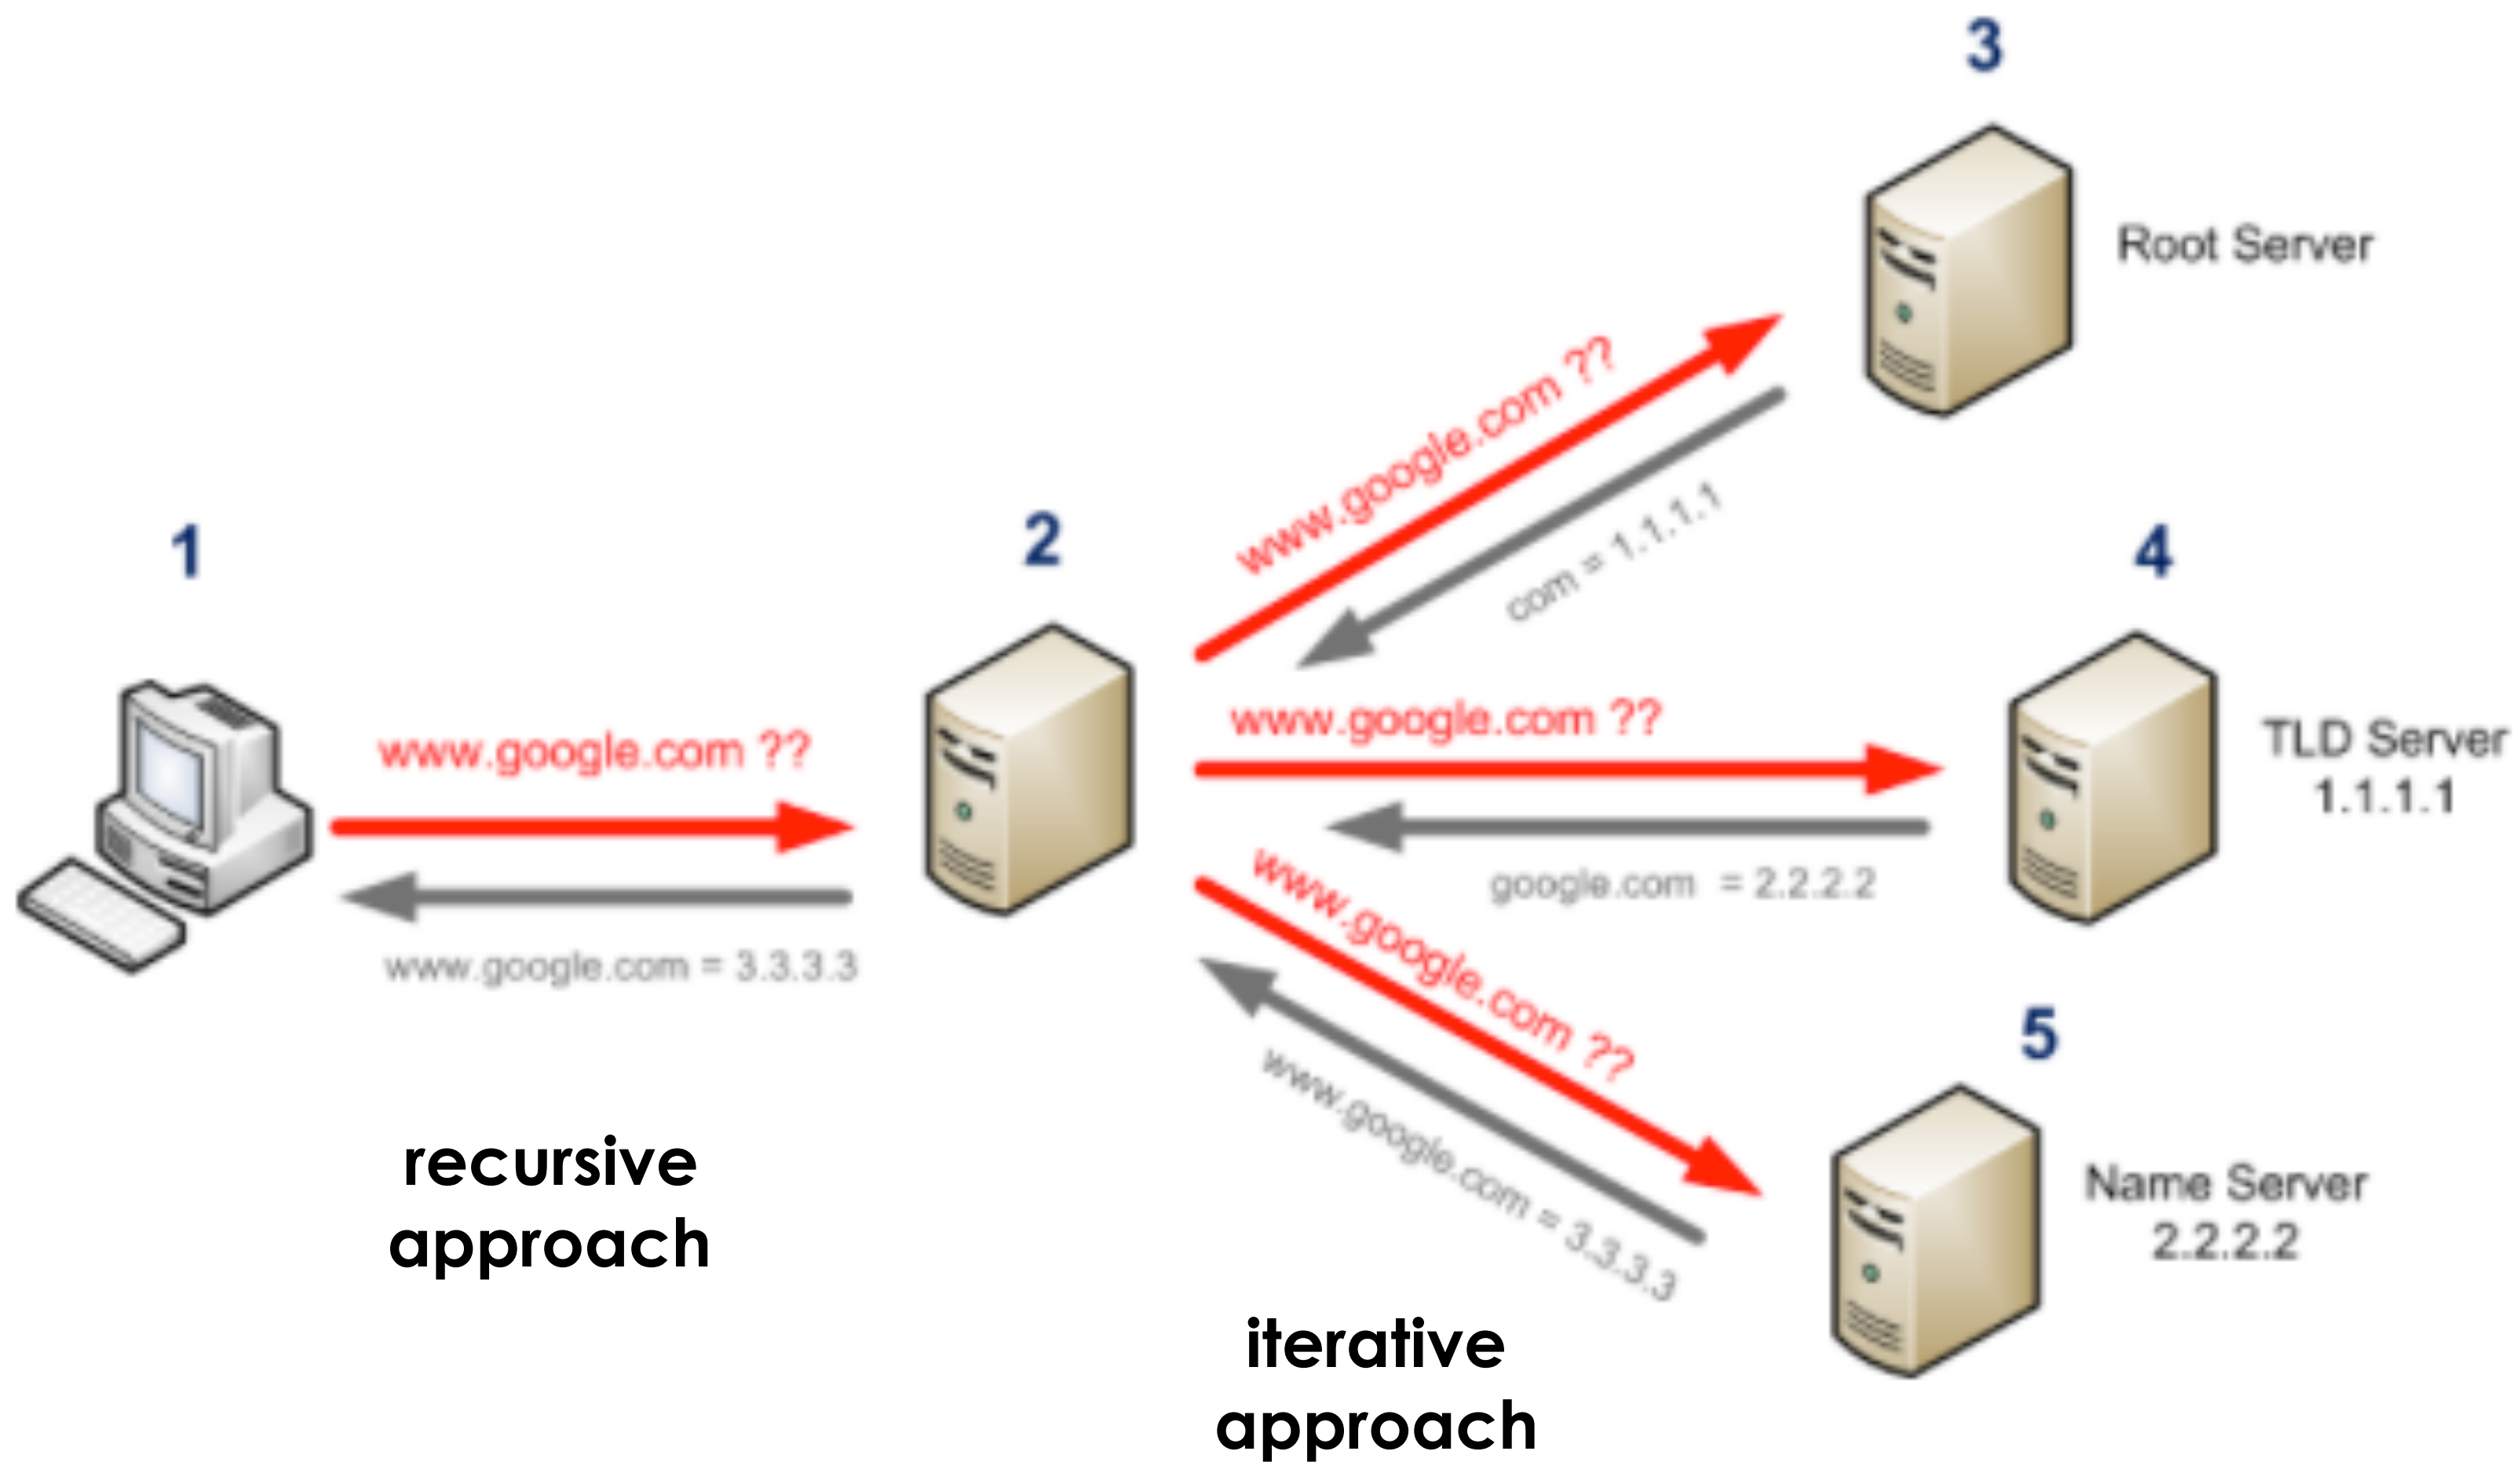 3
Root Server
www.google.com ??
com = 1.1.1.1
1
2
4
www.google.com ??
www.google.com ??
TLD Server
1.1.1.1
google.com = 2.2.2.2
www.google.com = 3.3.3.3
www.google.com ??
www.google.com = 3.3.3.3
5
Name Server
2.2.2.2
recursive
approach
iterative
approach